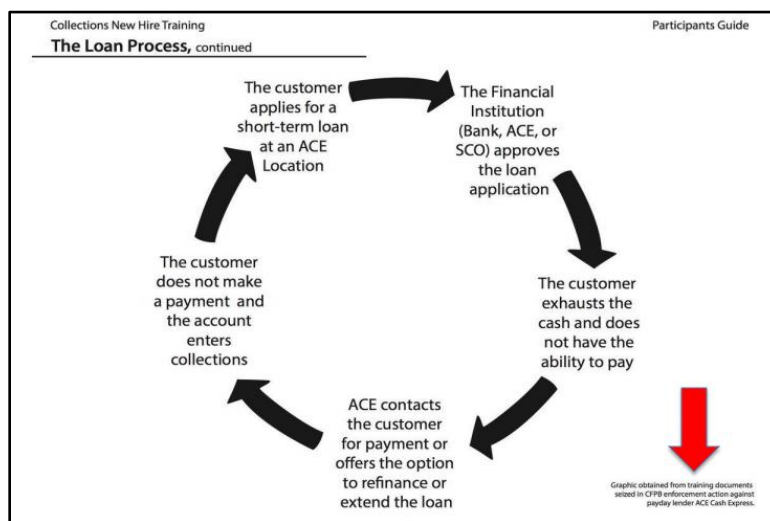 Collections New Hire Training
Participants Guide
The Loan Process, continued
The customer
applies for a
short-term loan
at an ACE
Location
The Financial
Institution
(Bank, ACE, or
SCO) approves
the loan
application
The customer
exhausts the
cash and does
not have the
ability to pay
ACE contacts
the customer
for payment or
offers the option
to refinance or
extend the loan
The customer
does not make
a payment and
the account
enters
collections
Graphic obtained from training documents
seized in CFPB enforcement action against
payday lender ACE Cash Express.